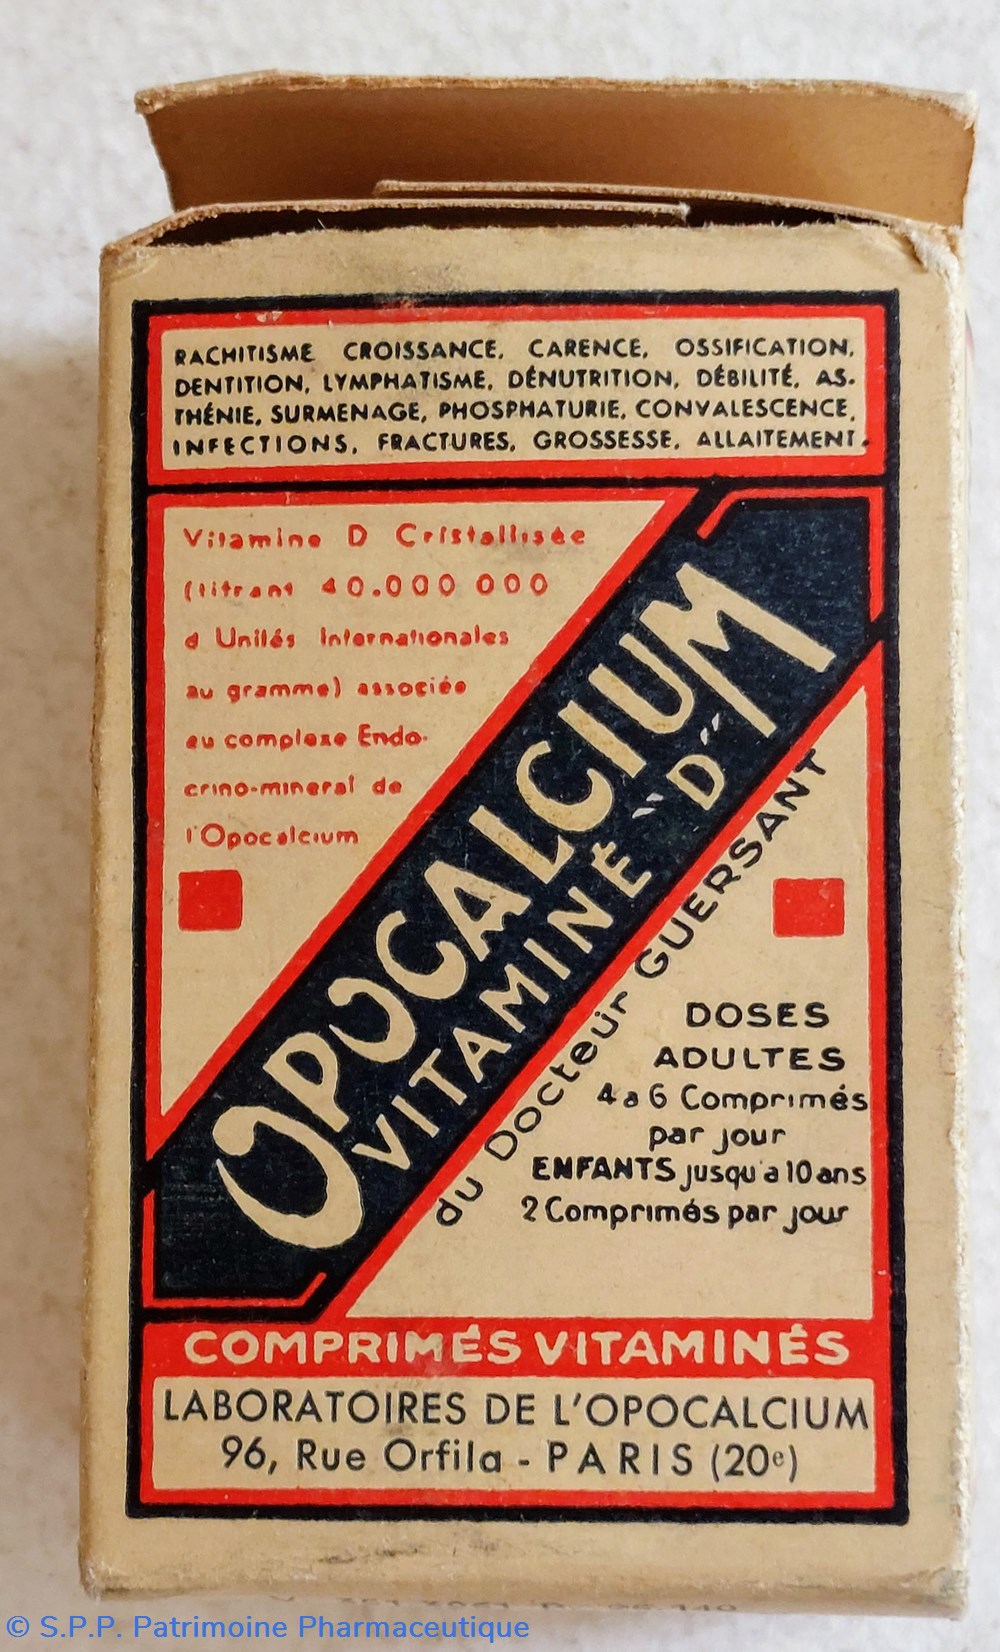 RACHITISME CROISSANCE, CARENCE, OSSIFICATION,
DENTITION, LYMPHATISME, DÉNUTRITION, DÉBILITÉ, AS-
THÉNIE, SURMENAGE, PHOSPHATURIE, CONVALESCENCE,
INFECTIONS, FRACTURES, GROSSESSE, ALLAITEMENT.
Vitamine D Cristallisée
(titrant 40.000 000
d Unités Internationales
au gramme) associée
au complexe Endo-
crino-mineral de
l'Opocalcium
OPOCALCIUM
VITAMINÉ "D"
du Docteur GUERSANT
DOSES
ADULTES
4 a 6 Comprimés
par jour
ENFANTS jusqu'a 10 ans
2 Comprimés par jour
COMPRIMÉS VITAMINÉS
LABORATOIRES DE L'OPOCALCIUM
96, Rue Orfila - PARIS (20e)
© S.P.P. Patrimoine Pharmaceutique